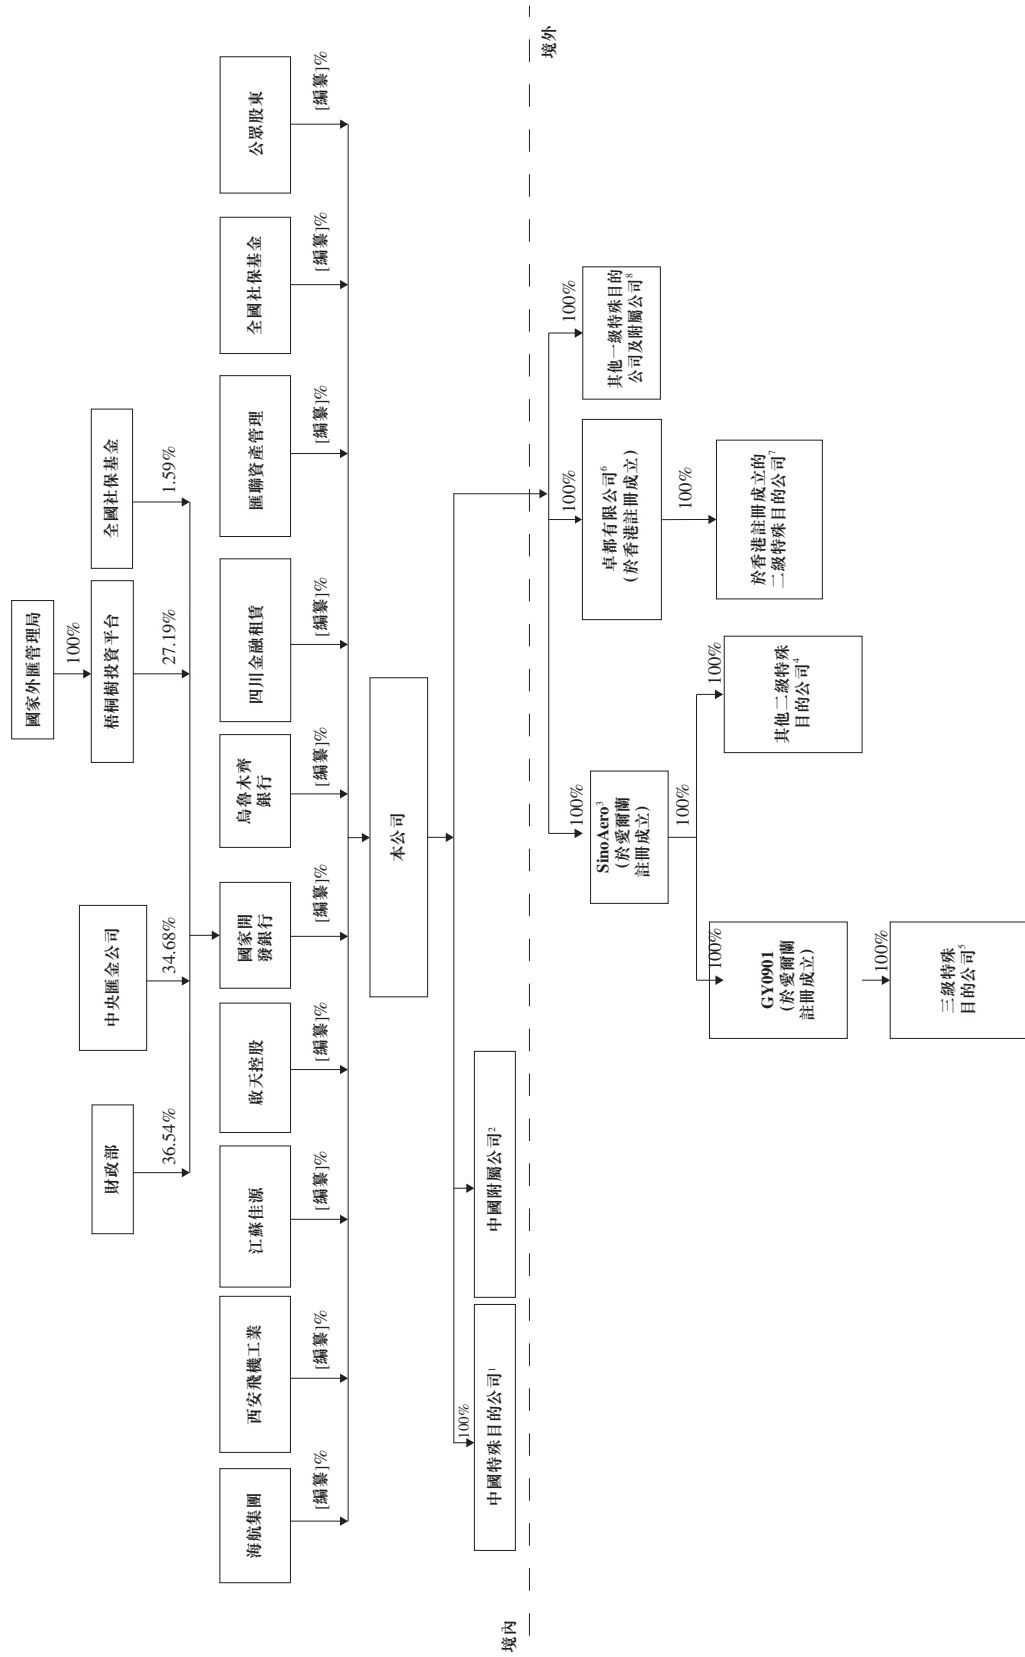 國家外匯管理局
100%
財政部
中央匯金公司
梧桐樹投資平台
全國社保基金
36.54%
34.68%
27.19%
1.59%
海航集團
西安飛機工業
江蘇佳源
啟天控股
國家開
發銀行
烏魯木齊
銀行
四川金融租賃
匯聯資產管理
全國社保基金
公眾股東
[編纂]%
[編纂]%
[編纂]%
[編纂]%
[編纂]%
[編纂]%
[編纂]%
[編纂]%
[編纂]%
[編纂]%
本公司
100%
中國特殊目的公司1
中國附屬公司2
境內
境外
100%
100%
100%
SinoAero3
(於愛爾蘭
註冊成立)
卓都有限公司6
(於香港註冊成立)
其他一級特殊目的
公司及附屬公司8
100%
100%
100%
100%
GY0901
(於愛爾蘭
註冊成立)
其他二級特殊
目的公司4
於香港註冊成立的
二級特殊目的公司7
100%
三級特殊
目的公司5